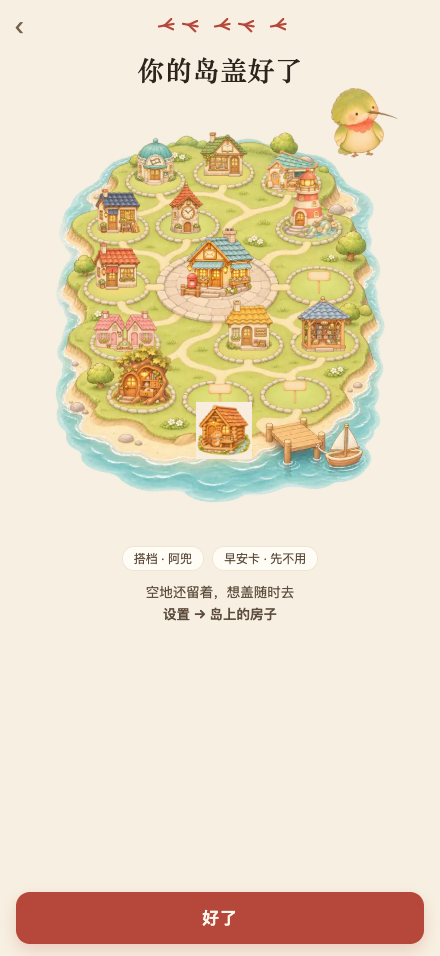 你的岛盖好了
搭档 · 阿兜
早安卡 · 先不用
空地还留着，想盖随时去
设置 → 岛上的房子
好了